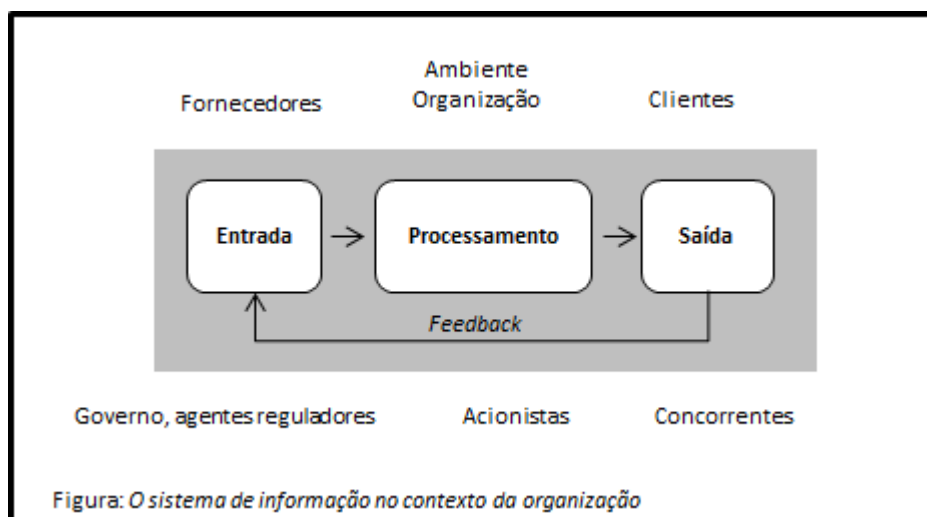 Ambiente
Fornecedores Organização Clientes
Entrada Processamento Saída
Feedback
Governo, agentes reguladores Acionistas Concorrentes
Figura: O sistema de informação no contexto da organização